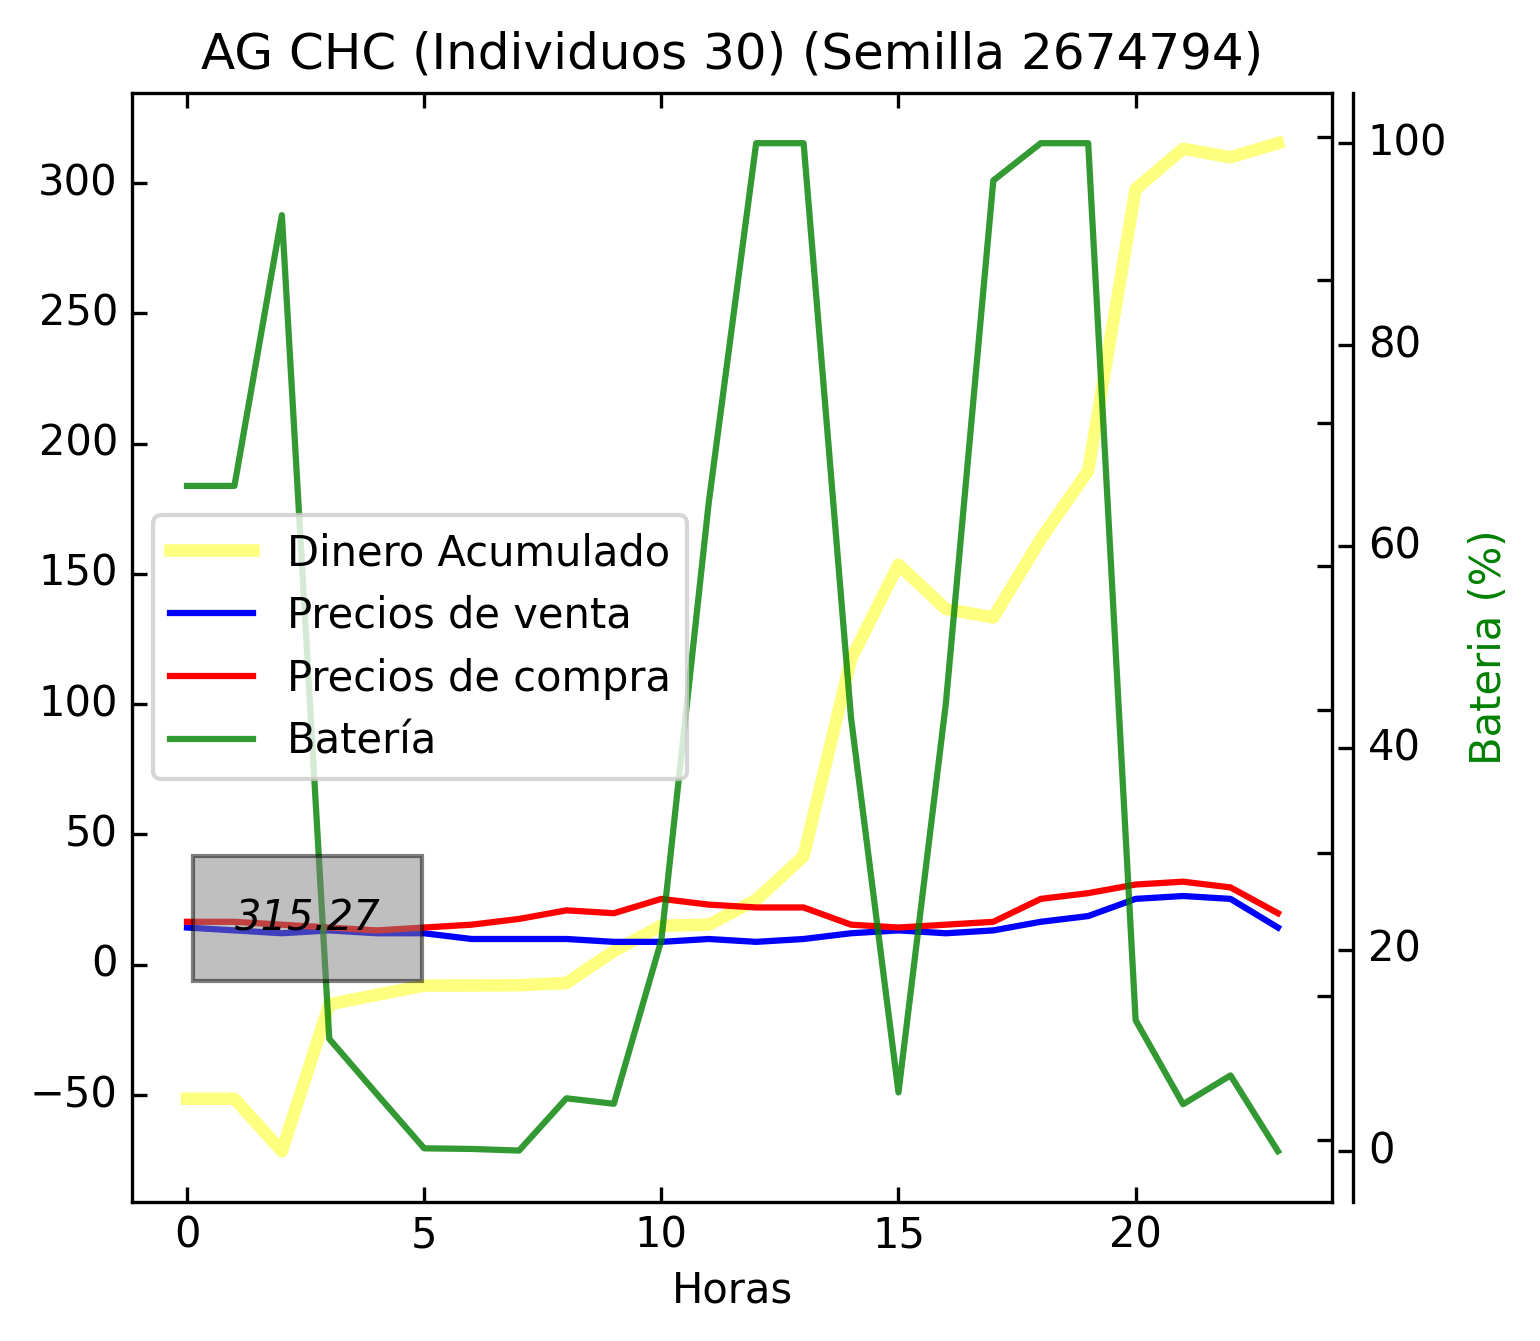 AG CHC (Individuos 30) (Semilla 2674794)
300
250
200
150
100
50
0
−50
Dinero Acumulado
Precios de venta
Precios de compra
Batería
315.27
100
80
60
40
20
0
Bateria (%)
0 5 10 15 20
Horas